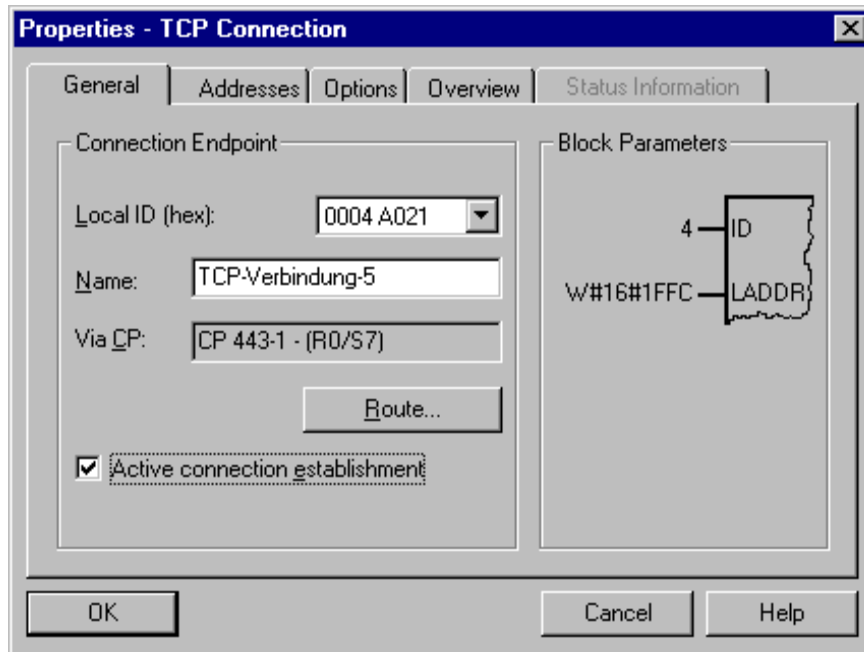 Properties - TCP Connection
General Addresses Options Overview Status Information
Connection Endpoint
Local ID (hex): 0004 A021
Name: TCP-Verbindung-5
Via CP: CP 443-1 - (R0/S7)
Route...
Active connection establishment
Block Parameters
4 ID
W#16#1FFC LADDR
OK Cancel Help